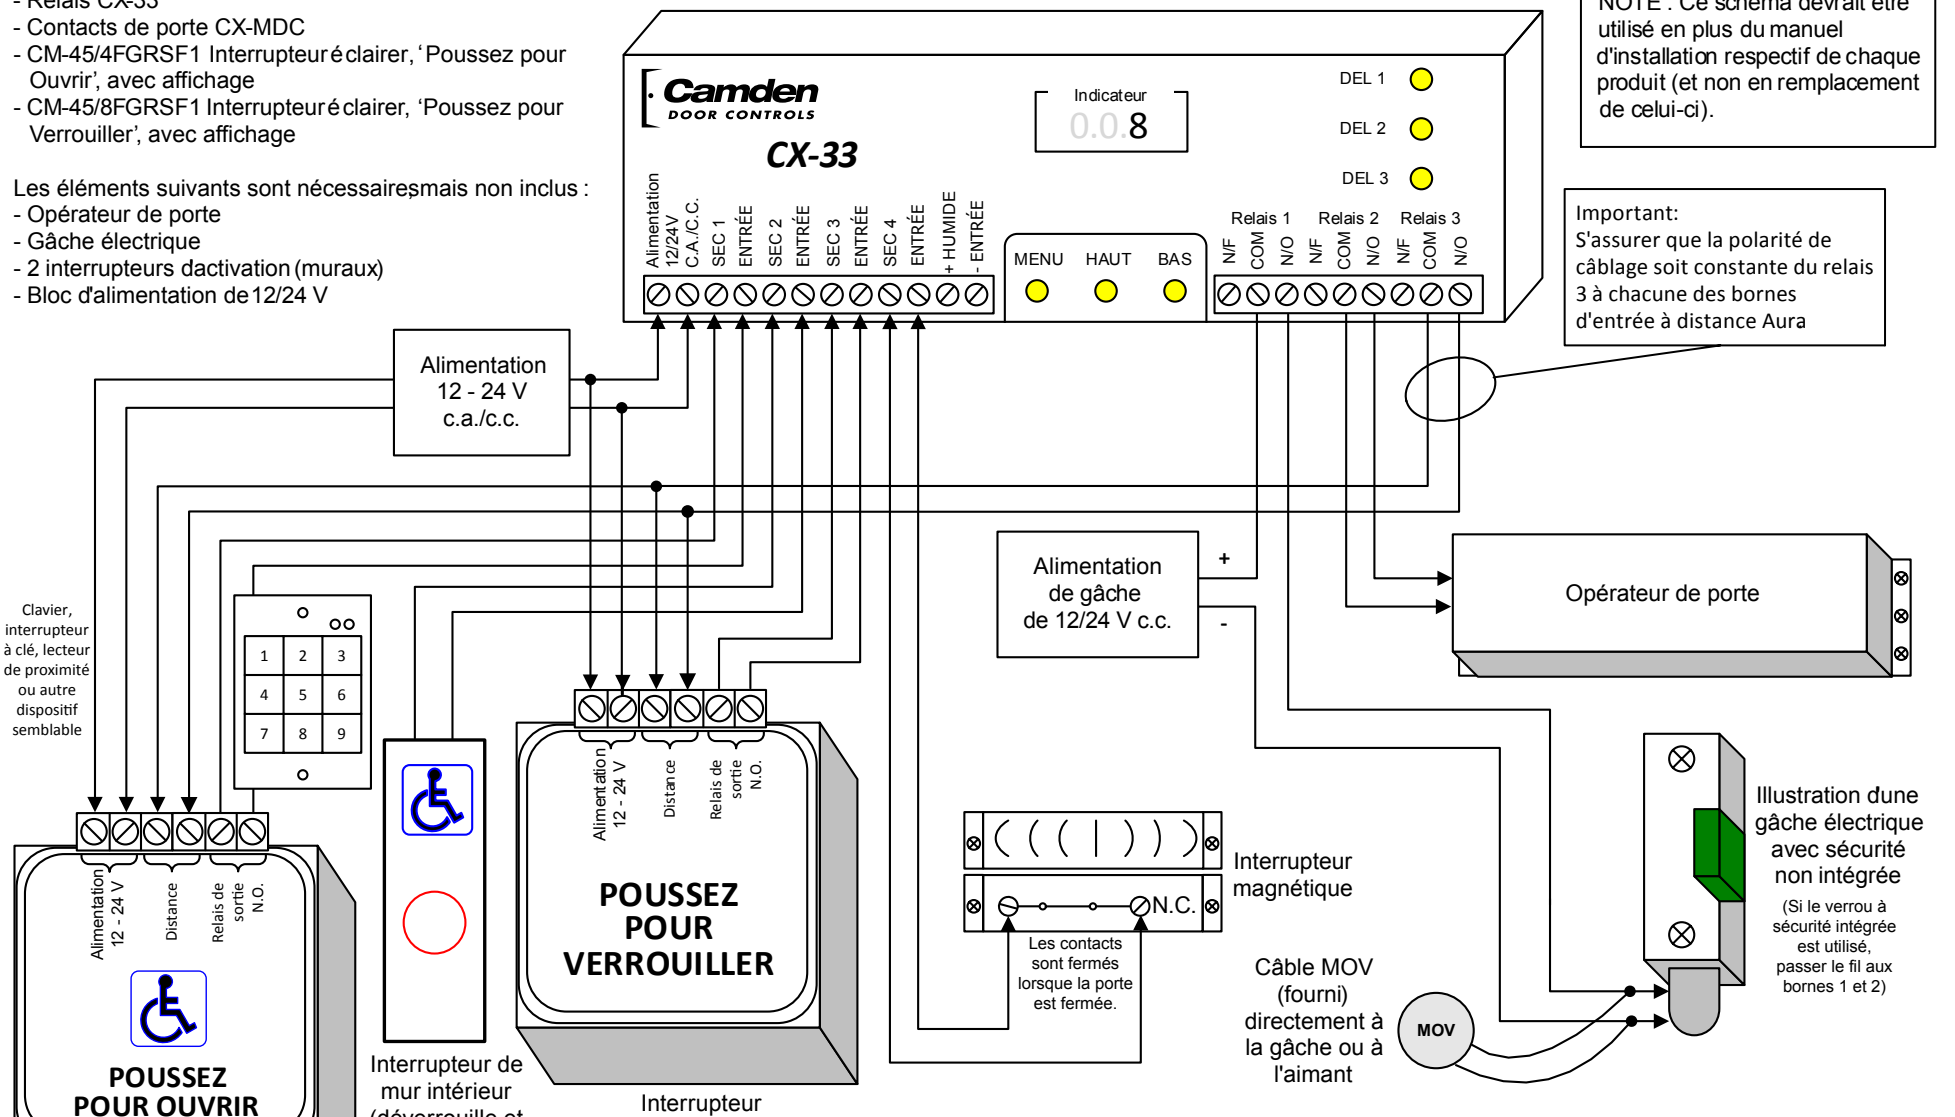 - Relais CX-33
- Contacts de porte CX-MDC
- CM-45/4FGRSF1 Interrupteur éclairer, ‘Poussez pour
Ouvrir’, avec affichage
- CM-45/8FGRSF1 Interrupteur éclairer, ‘Poussez pour
Verrouiller’, avec affichage
Les éléments suivants sont nécessaires mais non inclus :
- Opérateur de porte
- Gâche électrique
- 2 interrupteurs d'activation (muraux)
- Bloc d'alimentation de 12/24 V
Camden
DOOR CONTROLS
CX-33
Indicateur
0.0.8
DEL 1
DEL 2
DEL 3
NOTE : Ce schéma devrait être
utilisé en plus du manuel
d'installation respectif de chaque
produit (et non en remplacement
de celui-ci).
Important:
S'assurer que la polarité de
câblage soit constante du relais
3 à chacune des bornes
d'entrée à distance Aura
Alimentation
12/24V
C.A./C.C.
SEC 1
ENTRÉE
SEC 2
ENTRÉE
SEC 3
ENTRÉE
SEC 4
ENTRÉE
+ HUMIDE
- ENTRÉE
MENU
HAUT
BAS
Relais 1
Relais 2
Relais 3
N/F
COM
N/O
N/F
COM
N/O
N/F
COM
N/O
Alimentation
12 - 24 V
c.a./c.c.
Alimentation
de gâche
de 12/24 V c.c.
+
-
Opérateur de porte
Clavier,
interrupteur
à clé, lecteur
de proximité
ou autre
dispositif
semblable
1 2 3
4 5 6
7 8 9
Alimentation
12 - 24 V
Distance
Relais de
sortie
N.O.
POUSSEZ
POUR
VERROUILLER
Interrupteur
Alimentation
12 - 24 V
Distance
Relais de
sortie
N.O.
POUSSEZ
POUR OUVRIR
Interrupteur de
mur intérieur
(déverrouille et
Interrupteur
magnétique
N.C.
Les contacts
sont fermés
lorsque la porte
est fermée.
Câble MOV
(fourni)
directement à
la gâche ou à
l'aimant
MOV
Illustration d'une
gâche électrique
avec sécurité
non intégrée
(Si le verrou à
sécurité intégrée
est utilisé,
passer le fil aux
bornes 1 et 2)